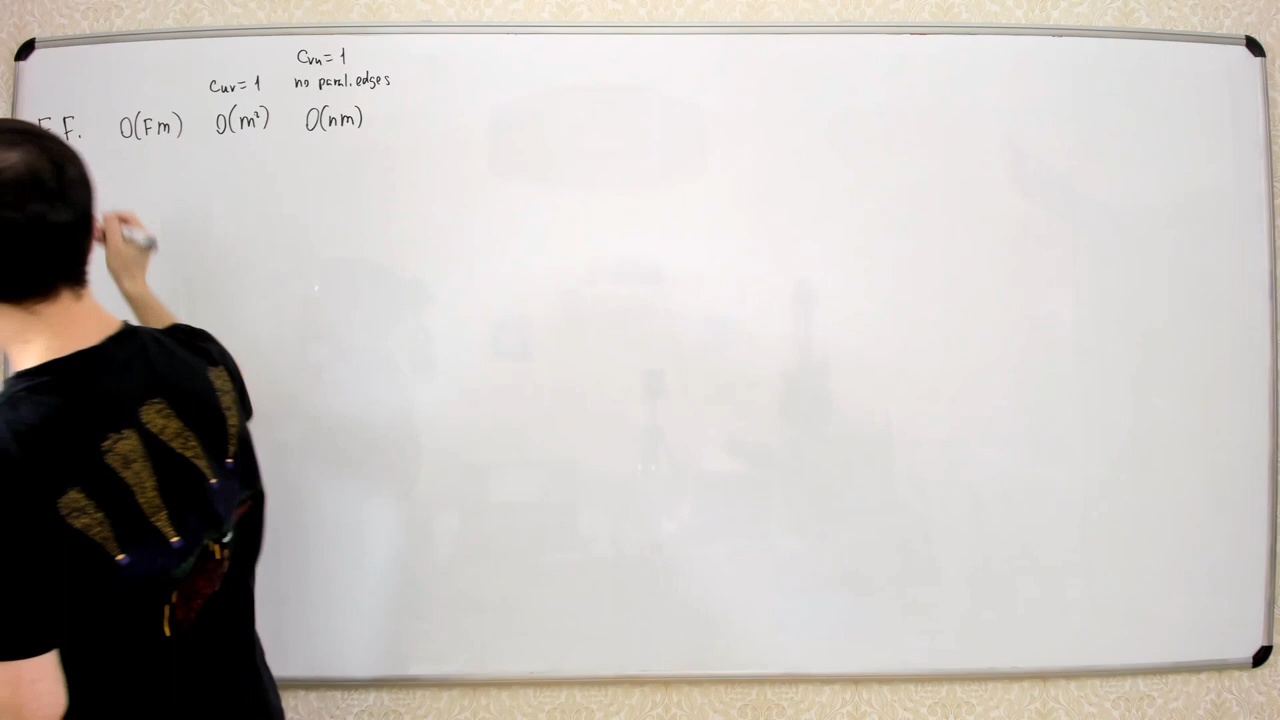 Cvu = 1
Cuv = 1 no paral. edges
F.F. O(Fm) O(m²) O(nm)